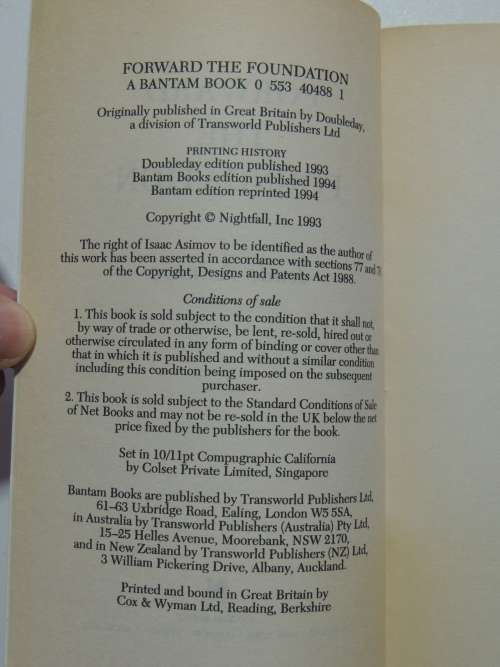 FORWARD THE FOUNDATION
A BANTAM BOOK 0 553 40488 1
Originally published in Great Britain by Doubleday,
a division of Transworld Publishers Ltd
PRINTING HISTORY
Doubleday edition published 1993
Bantam Books edition published 1994
Bantam edition reprinted 1994
Copyright © Nightfall, Inc 1993
The right of Isaac Asimov to be identified as the author of
this work has been asserted in accordance with sections 77 and
of the Copyright, Designs and Patents Act 1988.
Conditions of sale
1. This book is sold subject to the condition that it shall not,
by way of trade or otherwise, be lent, re-sold, hired out or
otherwise circulated in any form of binding or cover other than
that in which it is published and without a similar condition
including this condition being imposed on the subsequent
purchaser.
2. This book is sold subject to the Standard Conditions of Sale
of Net Books and may not be re-sold in the UK below the net
price fixed by the publishers for the book.
Set in 10/11pt Compugraphic California
by Colset Private Limited, Singapore
Bantam Books are published by Transworld Publishers Ltd,
61–63 Uxbridge Road, Ealing, London W5 5SA,
in Australia by Transworld Publishers (Australia) Pty Ltd,
15–25 Helles Avenue, Moorebank, NSW 2170,
and in New Zealand by Transworld Publishers (NZ) Ltd,
3 William Pickering Drive, Albany, Auckland.
Printed and bound in Great Britain by
Cox & Wyman Ltd, Reading, Berkshire